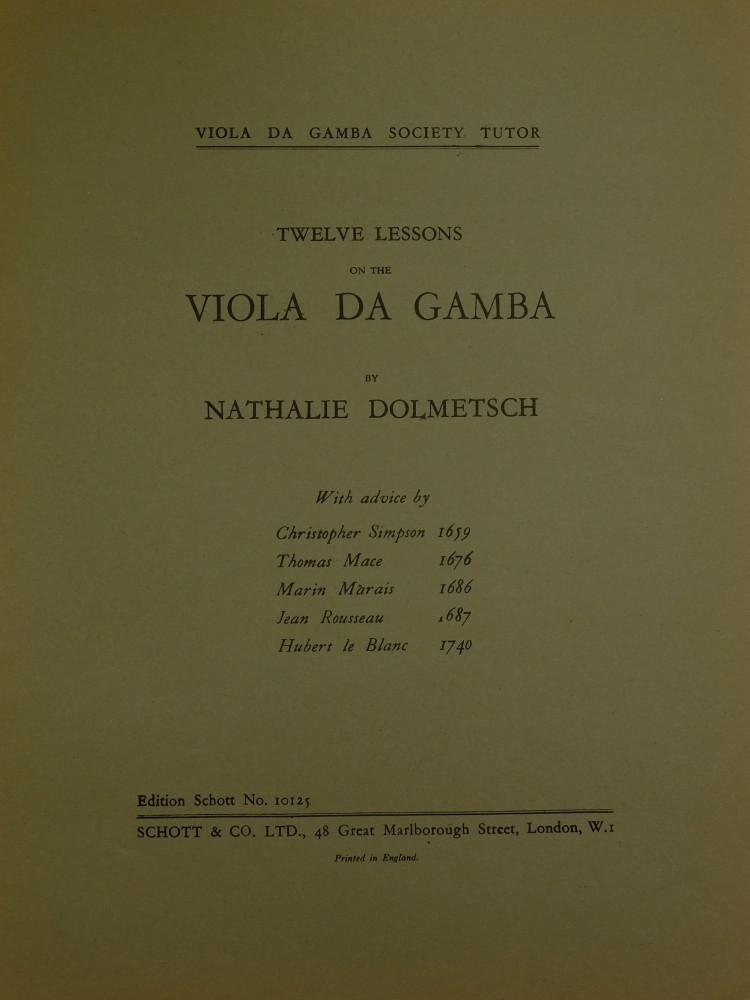 VIOLA DA GAMBA SOCIETY TUTOR
TWELVE LESSONS
ON THE
VIOLA DA GAMBA
BY
NATHALIE DOLMETSCH
With advice by
Christopher Simpson 1659
Thomas Mace 1676
Marin Marais 1686
Jean Rousseau 1687
Hubert le Blanc 1740
Edition Schott No. 10125
SCHOTT & CO. LTD., 48 Great Marlborough Street, London, W.1
Printed in England.